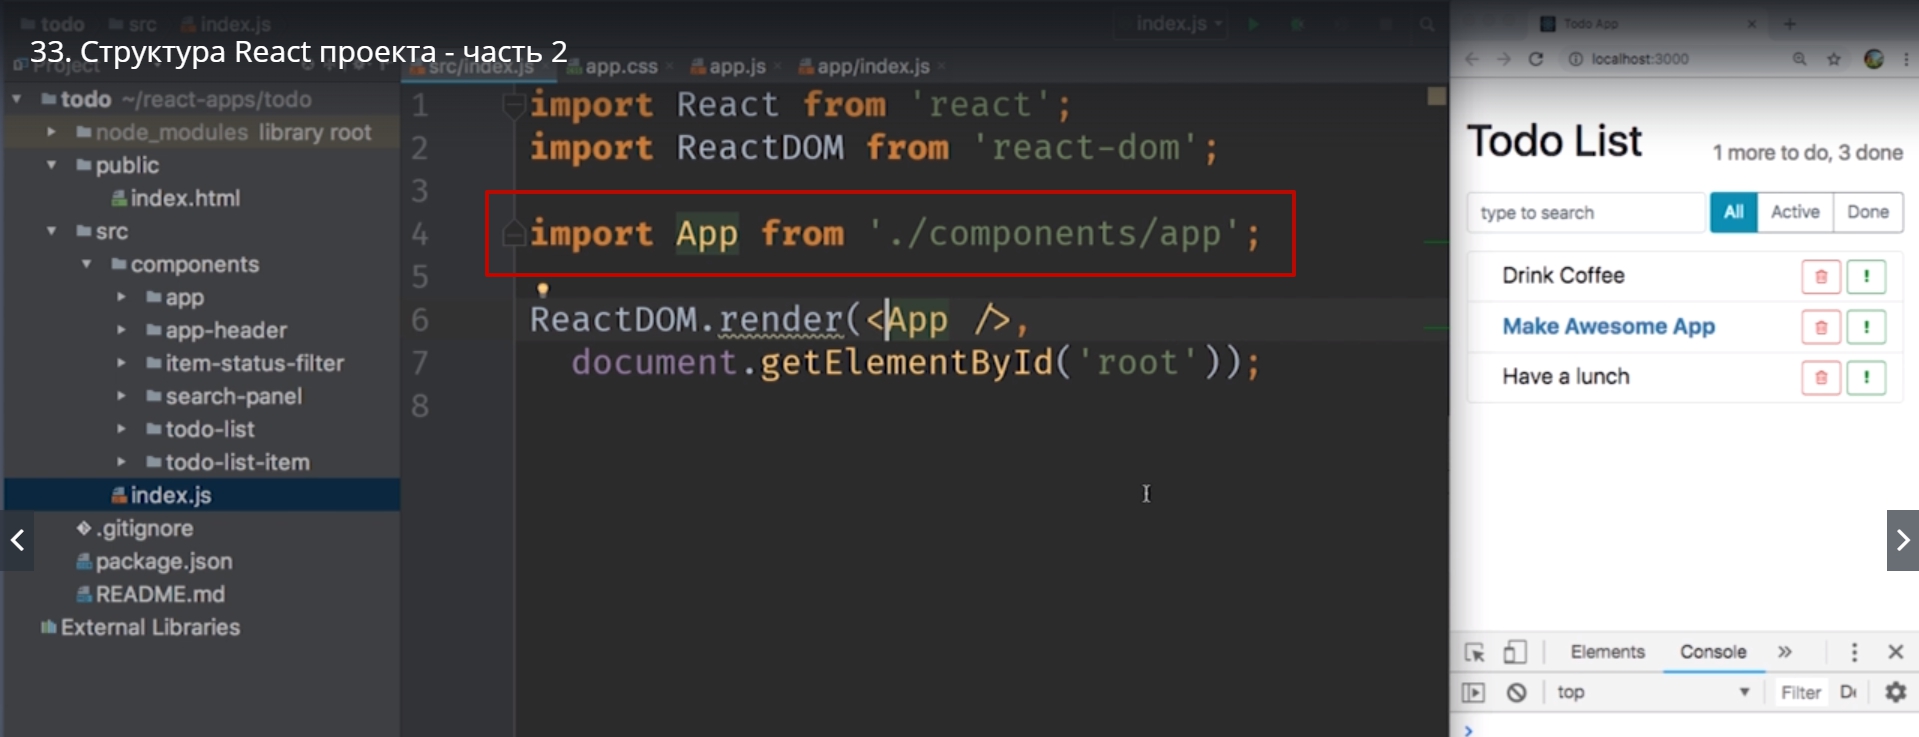 todo src index.js
index.js
33. Структура React проекта - часть 2
Project
src/index.js app.css app.js app/index.js
todo ~/react-apps/todo
node_modules library root
public
index.html
src
components
app
app-header
item-status-filter
search-panel
todo-list
todo-list-item
index.js
.gitignore
package.json
README.md
External Libraries
1 import React from 'react';
2 import ReactDOM from 'react-dom';
3
4 import App from './components/app';
5
6 ReactDOM.render(<App />,
7 document.getElementById('root'));
8
Todo App
localhost:3000
Todo List
1 more to do, 3 done
type to search All Active Done
Drink Coffee
Make Awesome App
Have a lunch
Elements Console
top Filter